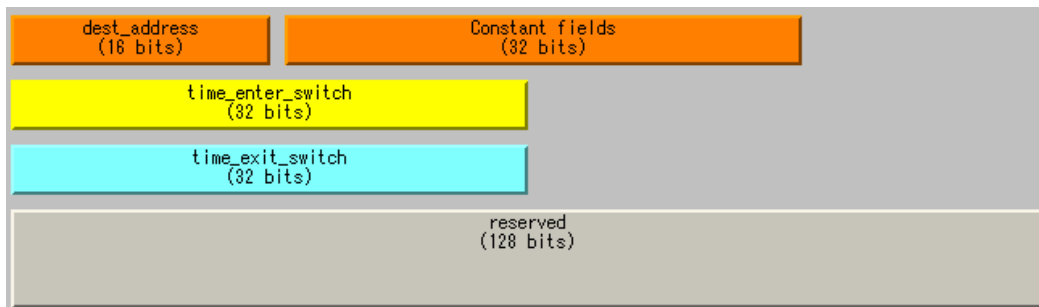 dest_address
(16 bits)
Constant fields
(32 bits)
time_enter_switch
(32 bits)
time_exit_switch
(32 bits)
reserved
(128 bits)